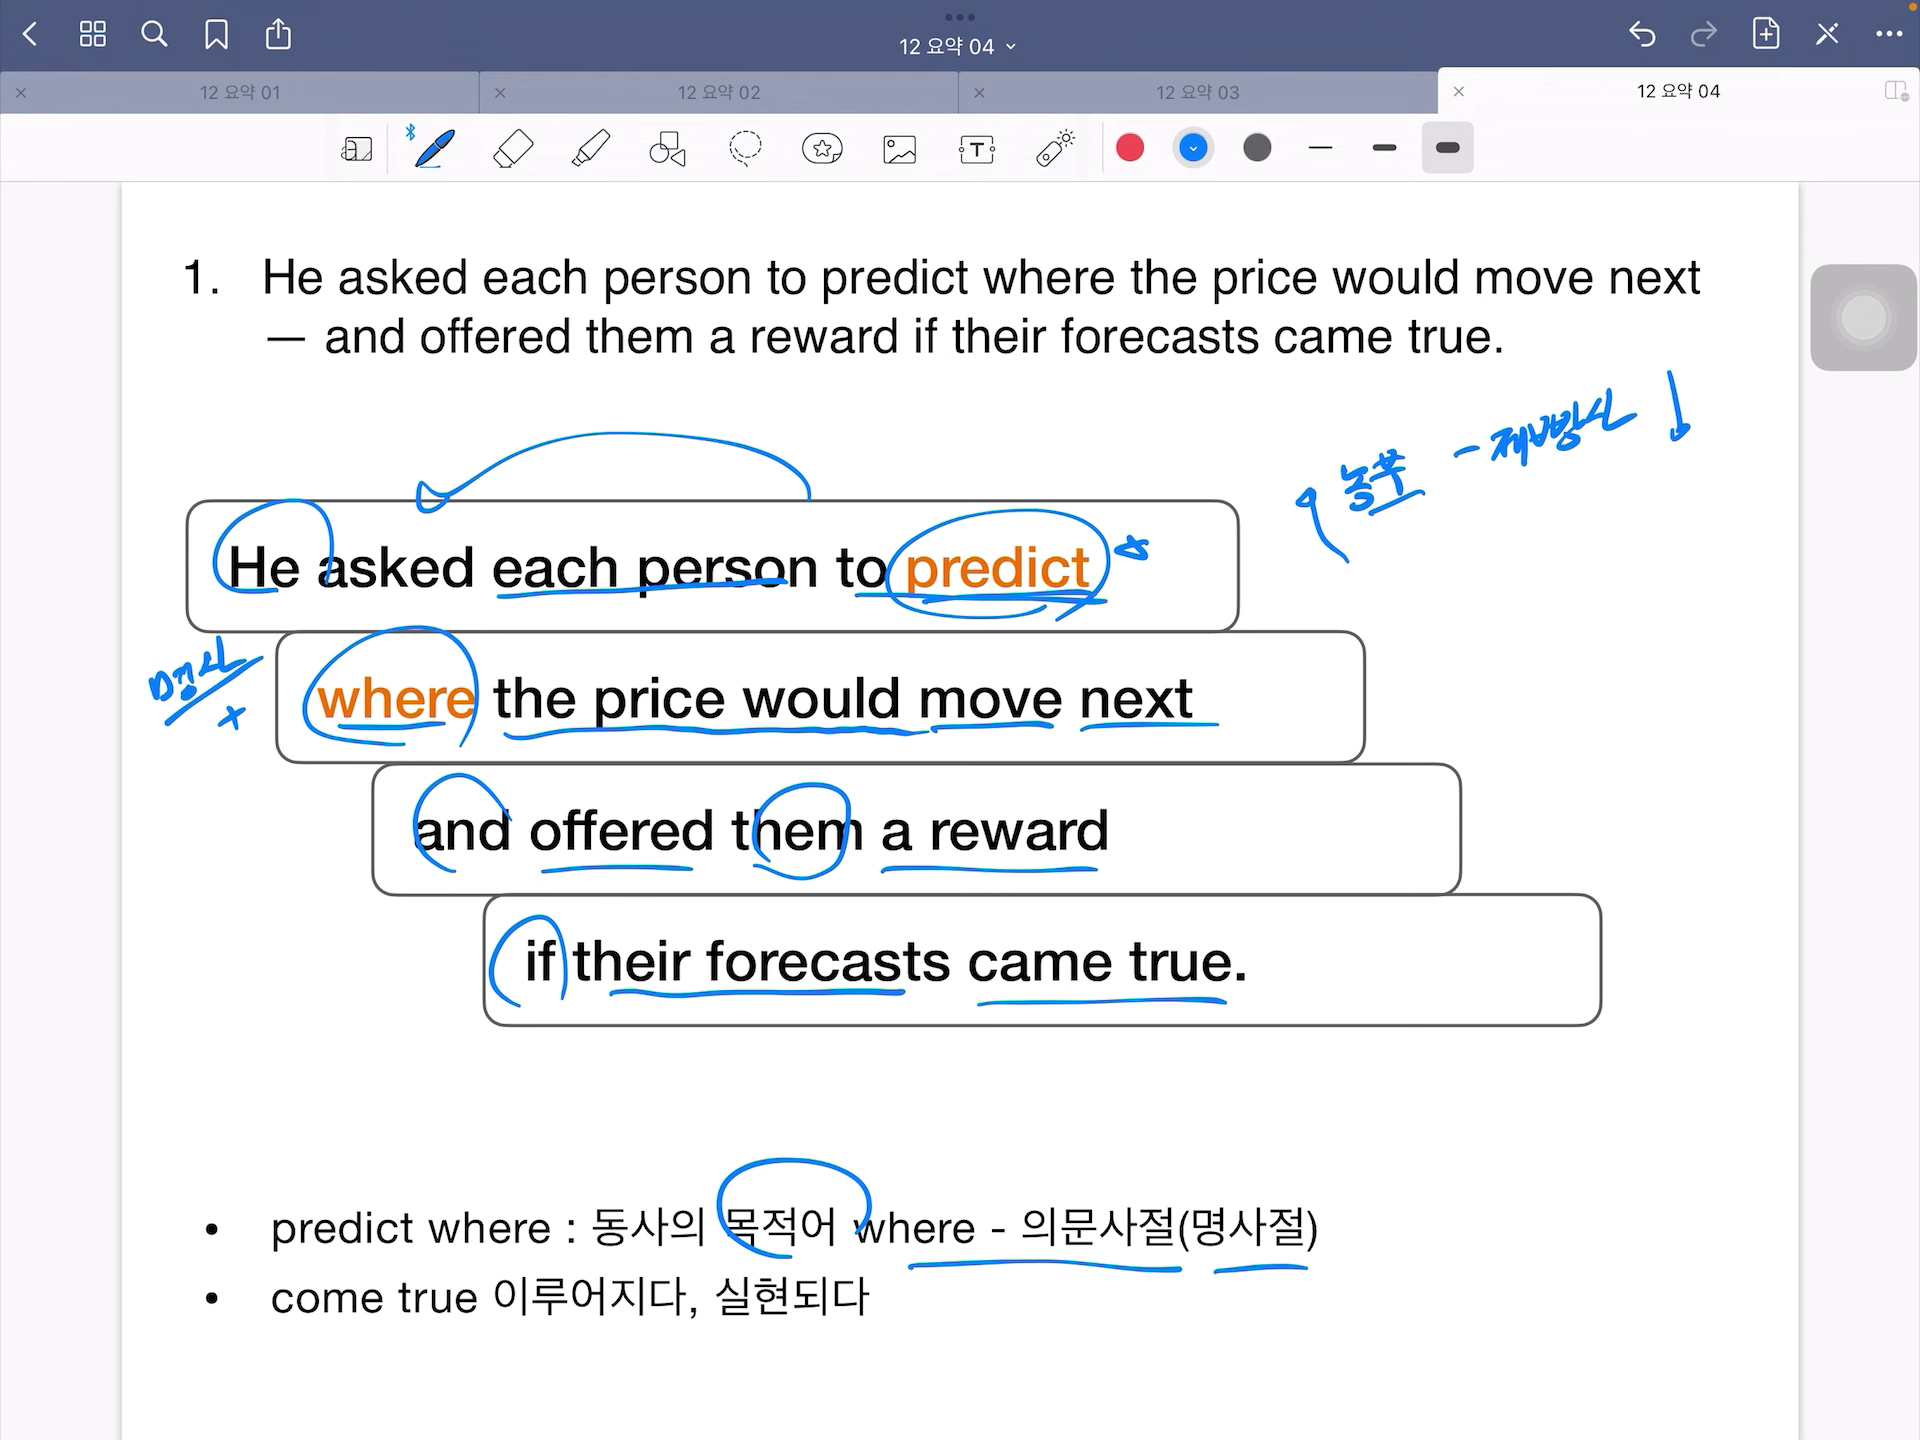 12 요약 04
12 요약 01
12 요약 02
12 요약 03
12 요약 04
1. He asked each person to predict where the price would move next
— and offered them a reward if their forecasts came true.
농부
He asked each person to predict
명사
where the price would move next
and offered them a reward
if their forecasts came true.
• predict where : 동사의 목적어 where - 의문사절(명사절)
• come true 이루어지다, 실현되다